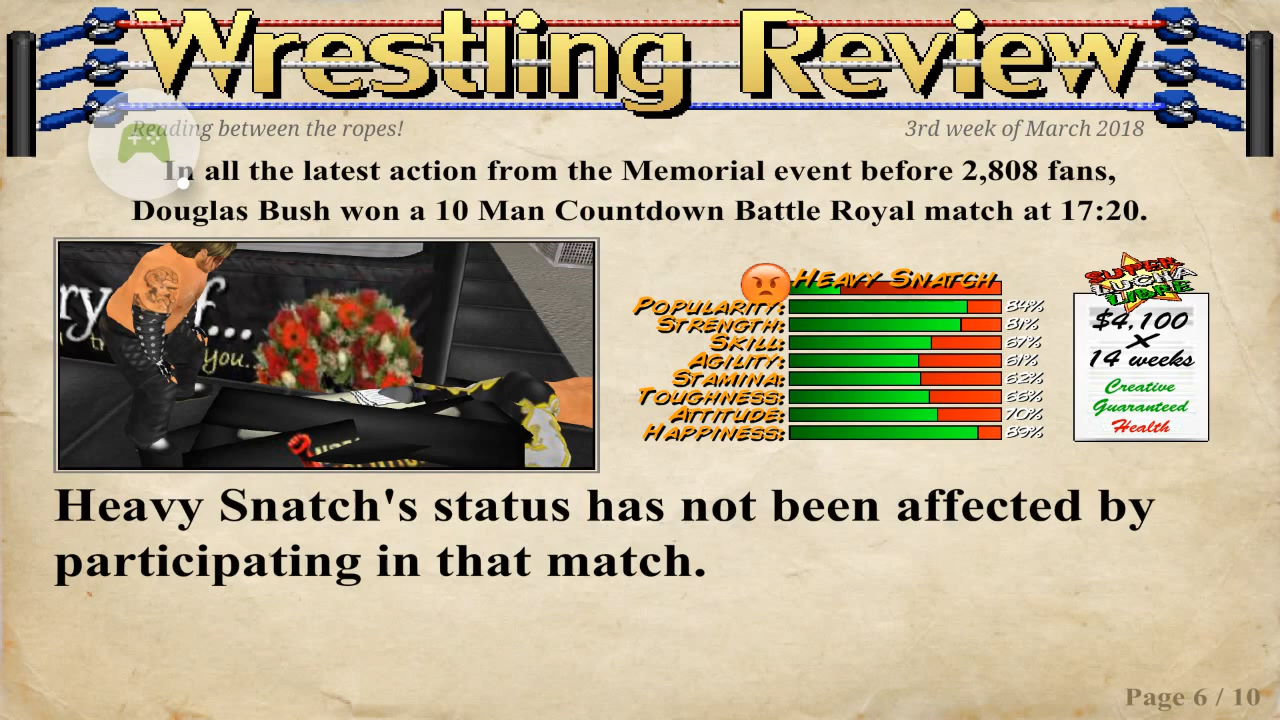 Wrestling Review
Reading between the ropes!
3rd week of March 2018
In all the latest action from the Memorial event before 2,808 fans,
Douglas Bush won a 10 Man Countdown Battle Royal match at 17:20.
ry of...
you..
HEAVY SNATCH
POPULARITY: 84%
STRENGTH: 81%
SKILL: 67%
AGILITY: 61%
STAMINA: 62%
TOUGHNESS: 66%
ATTITUDE: 70%
HAPPINESS: 89%
SUPER
LUCHA
LIBRE
$4,100
X
14 weeks
Creative
Guaranteed
Health
Heavy Snatch's status has not been affected by
participating in that match.
Page 6 / 10